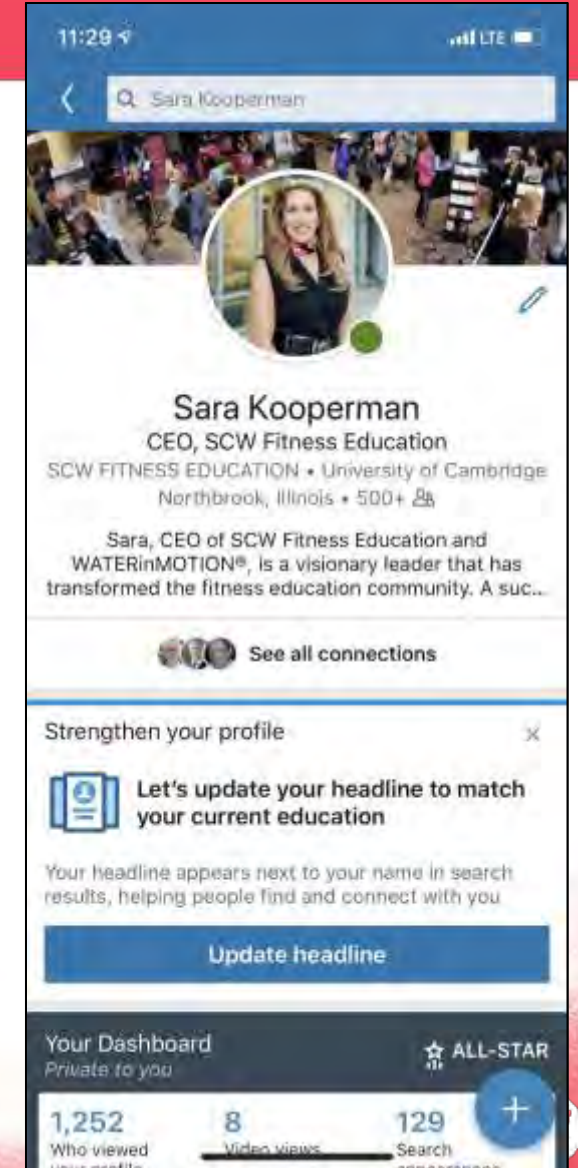 11:29
LTE
Sara Kooperman
Sara Kooperman
CEO, SCW Fitness Education
SCW FITNESS EDUCATION • University of Cambridge
Northbrook, Illinois • 500+
Sara, CEO of SCW Fitness Education and
WATERinMOTION®, is a visionary leader that has
transformed the fitness education community. A suc...
See all connections
Strengthen your profile
Let's update your headline to match
your current education
Your headline appears next to your name in search
results, helping people find and connect with you
Update headline
Your Dashboard
ALL-STAR
Private to you
1,252 8 129
Who viewed Video views Search
your profile appearances